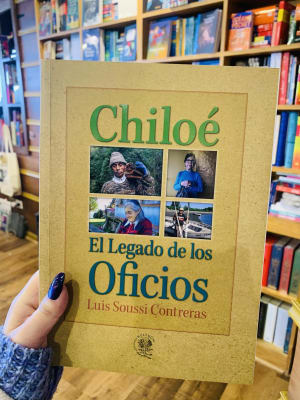 Chiloé
El Legado de los
Oficios
Luis Soussi Contreras